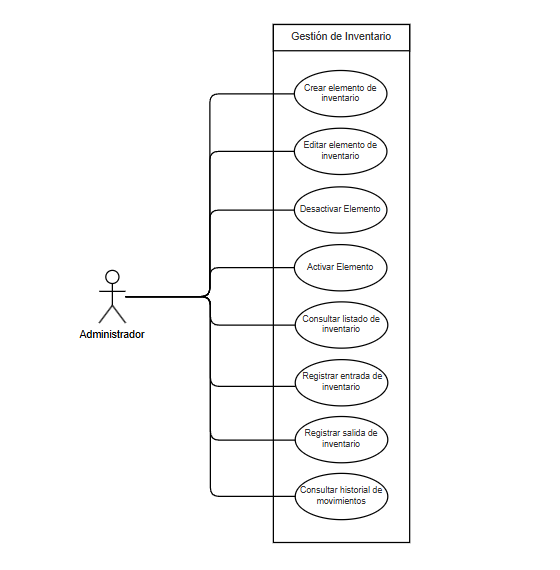 Gestión de Inventario
Crear elemento de
inventario
Editar elemento de
inventario
Desactivar Elemento
Activar Elemento
Administrador
Consultar listado de
inventario
Registrar entrada de
inventario
Registrar salida de
inventario
Consultar historial de
movimientos